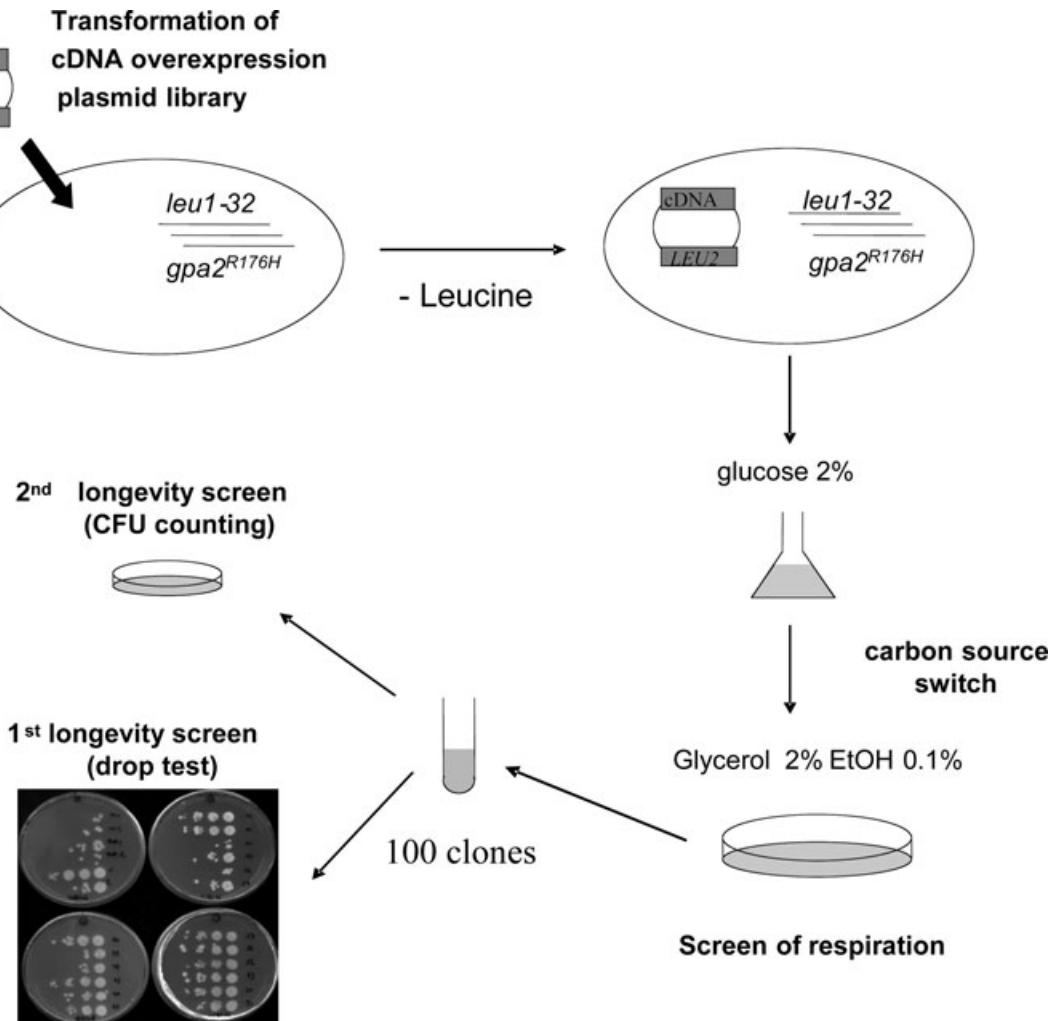 Transformation of
cDNA overexpression
plasmid library
leu1-32
gpa2R176H
- Leucine
cDNA
LEU2
leu1-32
gpa2R176H
glucose 2%
carbon source
switch
Glycerol 2% EtOH 0.1%
Screen of respiration
100 clones
2nd longevity screen
(CFU counting)
1st longevity screen
(drop test)